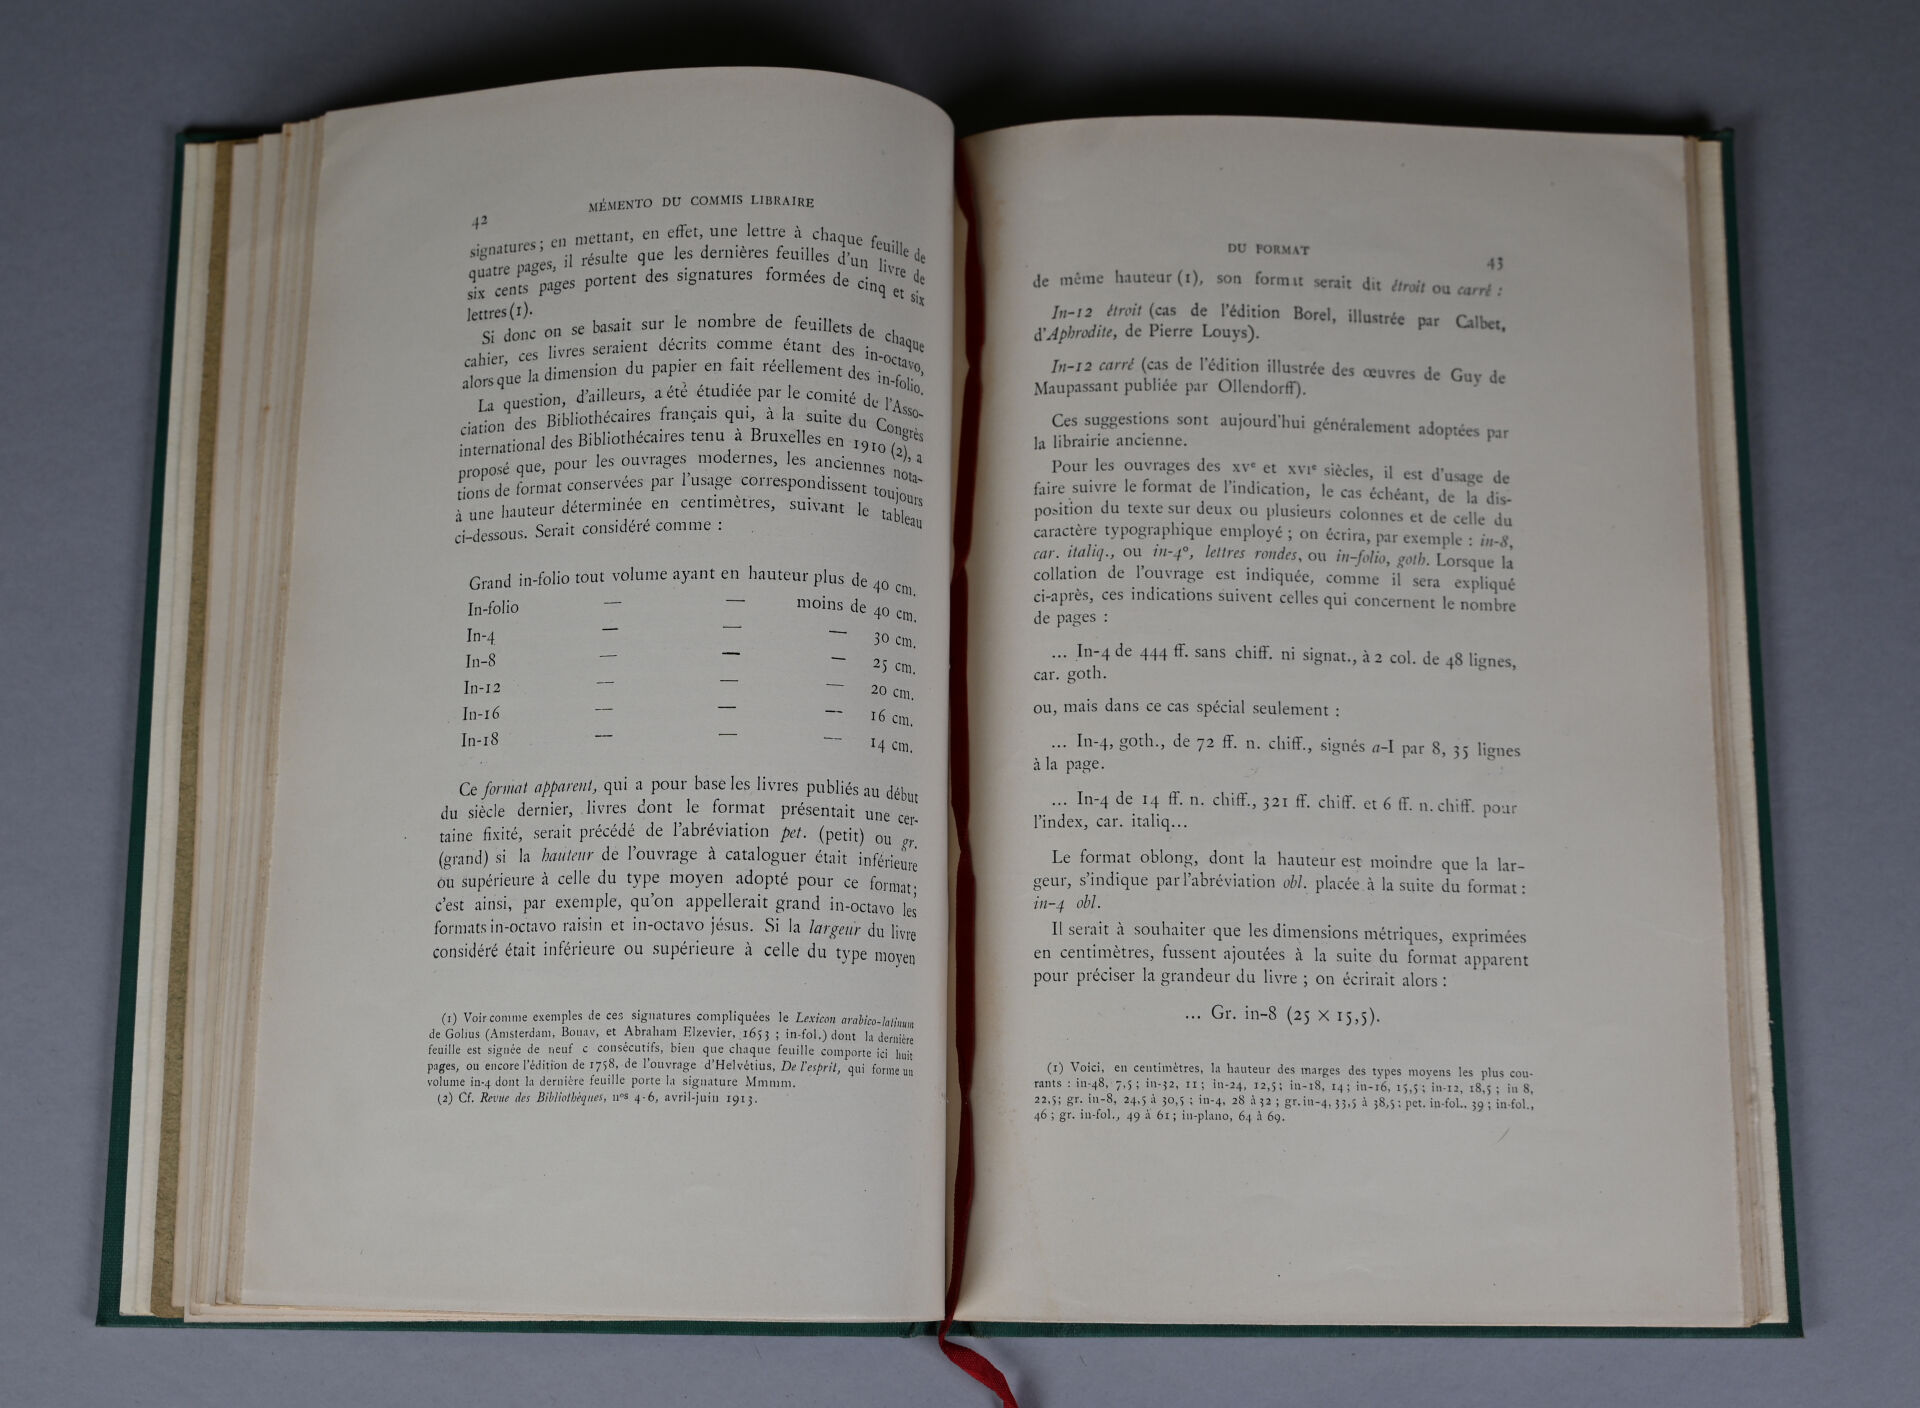 42
MÉMENTO DU COMMIS LIBRAIRE
signatures ; en mettant, en effet, une lettre à chaque feuille de
quatre pages, il résulte que les dernières feuilles d'un livre de
six cents pages portent des signatures formées de cinq et six
lettres (1).
Si donc on se basait sur le nombre de feuillets de chaque
cahier, ces livres seraient décrits comme étant des in-octavo,
alors que la dimension du papier en fait réellement des in-folio.
La question, d'ailleurs, a été étudiée par le comité de l'Asso-
ciation des Bibliothécaires français qui, à la suite du Congrès
international des Bibliothécaires tenu à Bruxelles en 1910 (2), a
proposé que, pour les ouvrages modernes, les anciennes nota-
tions de format conservées par l'usage correspondissent toujours
à une hauteur déterminée en centimètres, suivant le tableau
ci-dessous. Serait considéré comme :
Grand in-folio tout volume ayant en hauteur plus de 40 cm.
In-folio — — moins de 40 cm.
In-4 — — — 30 cm.
In-8 — — — 25 cm.
In-12 — — — 20 cm.
In-16 — — — 16 cm.
In-18 — — — 14 cm.
Ce format apparent, qui a pour base les livres publiés au début
du siècle dernier, livres dont le format présentait une cer-
taine fixité, serait précédé de l'abréviation pet. (petit) ou gr.
(grand) si la hauteur de l'ouvrage à cataloguer était inférieure
ou supérieure à celle du type moyen adopté pour ce format;
c'est ainsi, par exemple, qu'on appellerait grand in-octavo les
formats in-octavo raisin et in-octavo jésus. Si la largeur du livre
considéré était inférieure ou supérieure à celle du type moyen
(1) Voir comme exemples de ces signatures compliquées le Lexicon arabico-latinum
de Golius (Amsterdam, Bonav, et Abraham Elzevier, 1653 ; in-fol.) dont la dernière
feuille est signée de neuf c consécutifs, bien que chaque feuille comporte ici huit
pages, ou encore l'édition de 1758, de l'ouvrage d'Helvétius, De l'esprit, qui forme un
volume in-4 dont la dernière feuille porte la signature Mmmm.
(2) Cf. Revue des Bibliothèques, nos 4-6, avril-juin 1913.
DU FORMAT
43
de même hauteur (1), son format serait dit étroit ou carré :
In-12 étroit (cas de l'édition Borel, illustrée par Calbet,
d'Aphrodite, de Pierre Louys).
In-12 carré (cas de l'édition illustrée des œuvres de Guy de
Maupassant publiée par Ollendorff).
Ces suggestions sont aujourd'hui généralement adoptées par
la librairie ancienne.
Pour les ouvrages des XVe et XVIe siècles, il est d'usage de
faire suivre le format de l'indication, le cas échéant, de la dis-
position du texte sur deux ou plusieurs colonnes et de celle du
caractère typographique employé ; on écrira, par exemple : in-8,
car. italiq., ou in-4°, lettres rondes, ou in-folio, goth. Lorsque la
collation de l'ouvrage est indiquée, comme il sera expliqué
ci-après, ces indications suivent celles qui concernent le nombre
de pages :
... In-4 de 444 ff. sans chiff. ni signat., à 2 col. de 48 lignes,
car. goth.
ou, mais dans ce cas spécial seulement :
... In-4, goth., de 72 ff. n. chiff., signés a-I par 8, 35 lignes
à la page.
... In-4 de 14 ff. n. chiff., 321 ff. chiff. et 6 ff. n. chiff. pour
l'index, car. italiq...
Le format oblong, dont la hauteur est moindre que la lar-
geur, s'indique par l'abréviation obl. placée à la suite du format :
in-4 obl.
Il serait à souhaiter que les dimensions métriques, exprimées
en centimètres, fussent ajoutées à la suite du format apparent
pour préciser la grandeur du livre ; on écrirait alors :
... Gr. in-8 (25 × 15,5).
(1) Voici, en centimètres, la hauteur des marges des types moyens les plus cou-
rants : in-48, 7,5 ; in-32, 11 ; in-24, 12,5 ; in-18, 14 ; in-16, 15,5 ; in-12, 18,5 ; in 8,
22,5; gr. in-8, 24,5 à 30,5 ; in-4, 28 à 32 ; gr. in-4, 33,5 à 38,5 ; pet. in-fol.. 39 ; in-fol.,
46 ; gr. in-fol., 49 à 61 ; in-plano, 64 à 69.